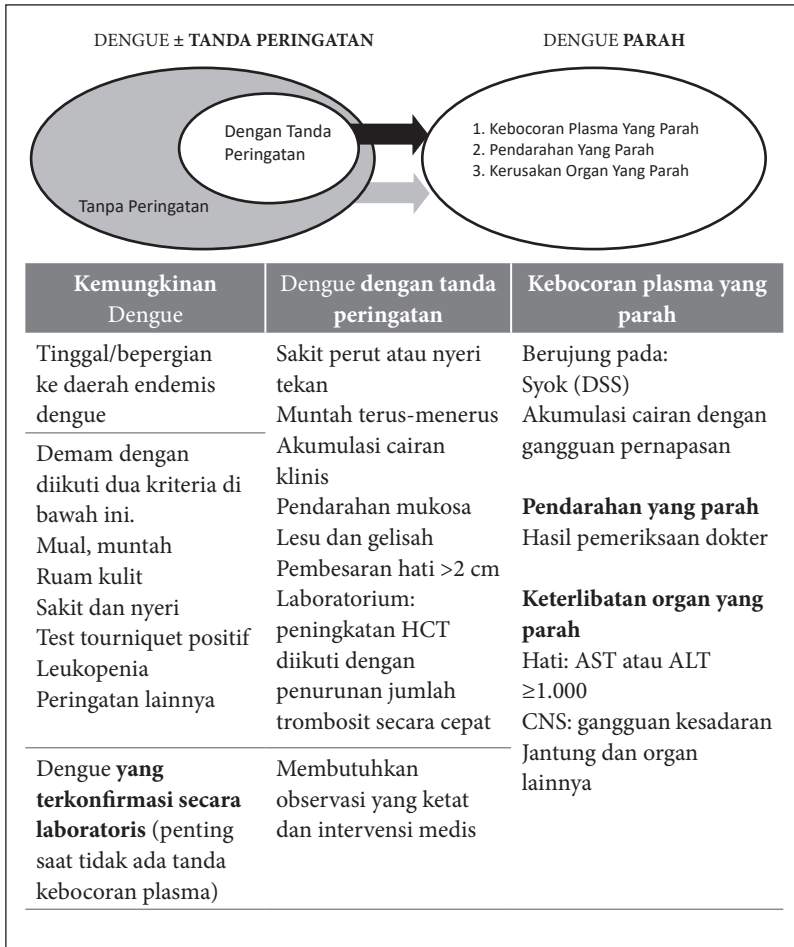 DENGUE ± TANDA PERINGATAN
DENGUE PARAH
Dengan Tanda
Peringatan
Tanpa Peringatan
1. Kebocoran Plasma Yang Parah
2. Pendarahan Yang Parah
3. Kerusakan Organ Yang Parah
Kemungkinan
Dengue
Tinggal/bepergian
ke daerah endemis
dengue
Demam dengan
diikuti dua kriteria di
bawah ini.
Mual, muntah
Ruam kulit
Sakit dan nyeri
Test tourniquet positif
Leukopenia
Peringatan lainnya
Dengue yang
terkonfirmasi secara
laboratoris (penting
saat tidak ada tanda
kebocoran plasma)
Dengue dengan tanda
peringatan
Sakit perut atau nyeri
tekan
Muntah terus-menerus
Akumulasi cairan
klinis
Pendarahan mukosa
Lesu dan gelisah
Pembesaran hati >2 cm
Laboratorium:
peningkatan HCT
diikuti dengan
penurunan jumlah
trombosit secara cepat
Membutuhkan
observasi yang ketat
dan intervensi medis
Kebocoran plasma yang
parah
Berujung pada:
Syok (DSS)
Akumulasi cairan dengan
gangguan pernapasan
Pendarahan yang parah
Hasil pemeriksaan dokter
Keterlibatan organ yang
parah
Hati: AST atau ALT
≥1.000
CNS: gangguan kesadaran
Jantung dan organ
lainnya